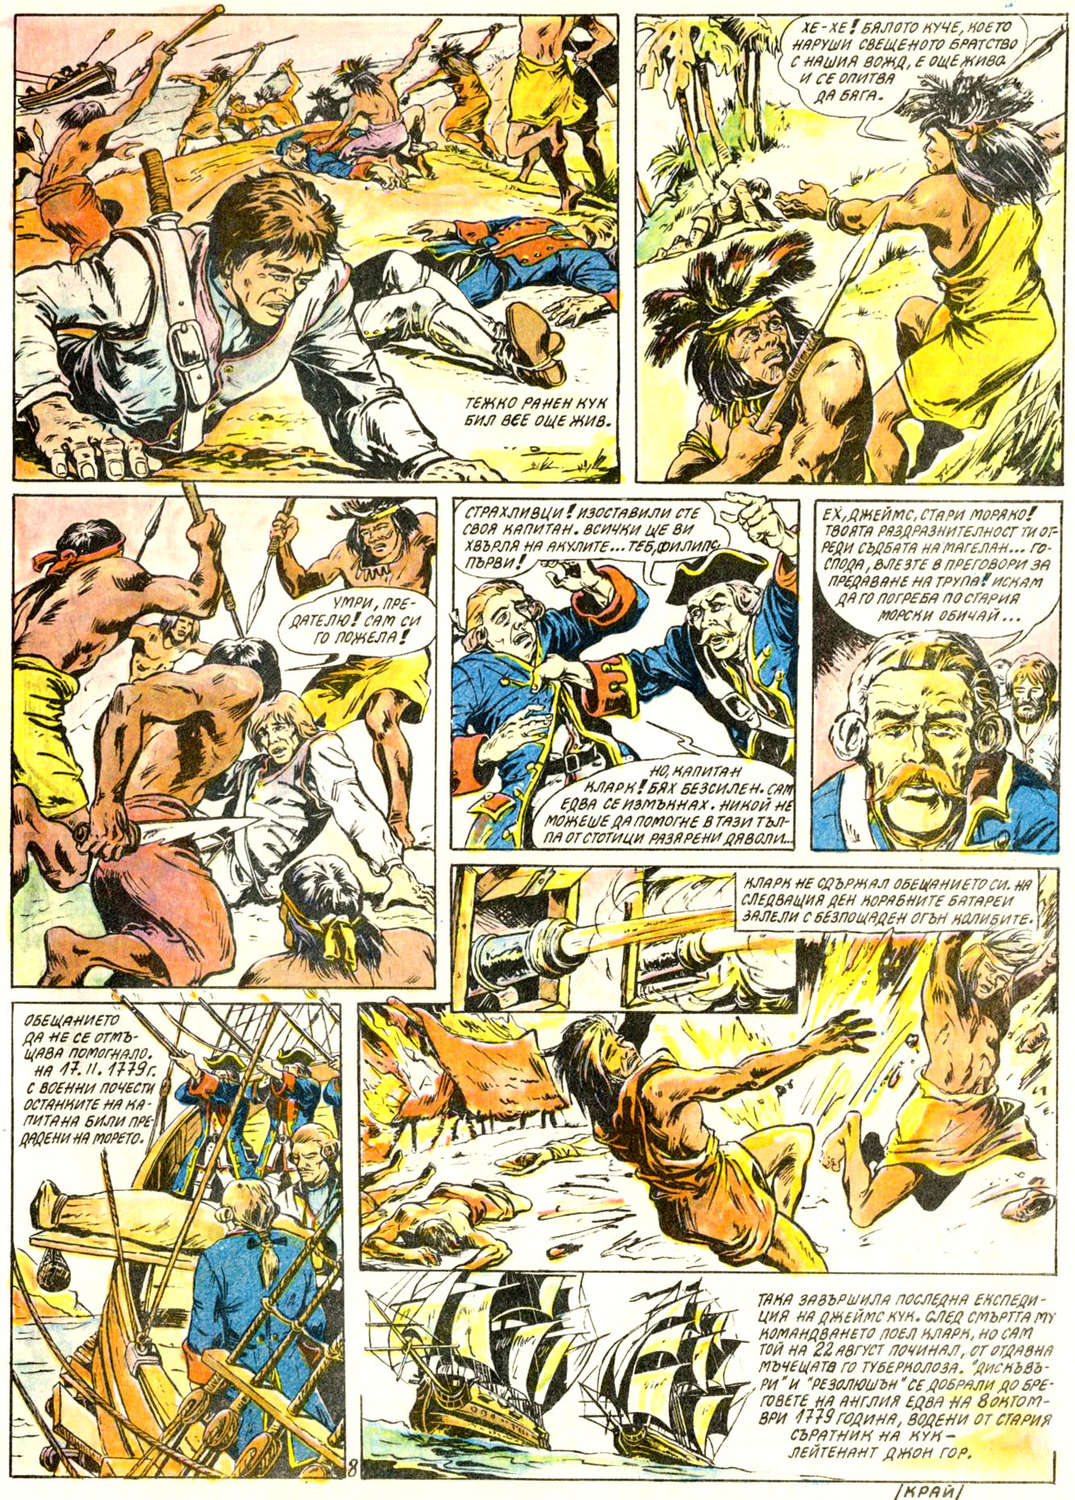 ТЕЖКО РАНЕН КУК
БИЛ ВСЕ ОЩЕ ЖИВ.
ХЕ-ХЕ! БЯЛОТО КУЧЕ, КОЕТО
НАРУШИ СВЕЩЕНОТО БРАТСТВО
С НАШИЯ ВОЖД, Е ОЩЕ ЖИВО
И СЕ ОПИТВА
ДА БЯГА.
УМРИ, ПРЕ-
ДАТЕЛЮ! САМ СИ
ГО ПОЖЕЛА!
СТРАХЛИВЦИ! ИЗОСТАВИЛИ СТЕ
СВОЯ КАПИТАН. ВСИЧКИ ЩЕ ВИ
ХВЪРЛЯ НА АКУЛИТЕ... ТЕБ, ФИЛИПС,
ПЪРВИ!
НО, КАПИТАН
КЛАРК! БЯХ БЕЗСИЛЕН. САМ
ЕДВА СЕ ИЗМЪКНАХ. НИКОЙ НЕ
МОЖЕШЕ ДА ПОМОГНЕ В ТАЗИ ТЪЛ-
ПА ОТ СТОТИЦИ РАЗЯРЕНИ ДЯВОЛИ...
ЕХ, ДЖЕЙМС, СТАРИ МОРЯКО!
ТВОЯТА РАЗДРАЗНИТЕЛНОСТ ТИ ОТ-
РЕДИ СЪДБАТА НА МАГЕЛАН... ГО-
СПОДА, ВЛЕЗТЕ В ПРЕГОВОРИ ЗА
ПРЕДАВАНЕ НА ТРУПА! ИСКАМ
ДА ГО ПОГРЕБА ПО СТАРИЯ
МОРСКИ ОБИЧАЙ...
КЛАРК НЕ СДЪРЖАЛ ОБЕЩАНИЕТО СИ. НА
СЛЕДВАЩИЯ ДЕН КОРАБНИТЕ БАТАРЕИ
ЗАЛЕЛИ С БЕЗПОЩАДЕН ОГЪН КОЛИБИТЕ.
ОБЕЩАНИЕТО
ДА НЕ СЕ ОТМЪ-
ЩАВА ПОМОГНАЛО.
НА 17. II. 1779 г.
С ВОЕННИ ПОЧЕСТИ
ОСТАНКИТЕ НА КА-
ПИТАНА БИЛИ ПРЕ-
ДАДЕНИ НА МОРЕТО.
ТАКА ЗАВЪРШИЛА ПОСЛЕДНА ЕКСПЕДИ-
ЦИЯ НА ДЖЕЙМС КУК. СЛЕД СМЪРТТА МУ
КОМАНДВАНЕТО ПОЕЛ КЛАРК, НО САМ
ТОЙ НА 22 АВГУСТ ПОЧИНАЛ, ОТ ОТДАВНА
МЪЧЕЩАТВ ГО ТУБЕРКОЛОЗА. "ДИСКЪВЪ-
РИ" И "РЕЗОЛЮШЪН" СЕ ДОБРАЛИ ДО БРЕ-
ГОВЕТЕ НА АНГЛИЯ ЕДВА НА 8 ОКТОМ-
ВРИ 1779 ГОДИНА, ВОДЕНИ ОТ СТАРИЯ
СЪРАТНИК НА КУК-
ЛЕЙТЕНАНТ ДЖОН ГОР.
8
/КРАЙ/